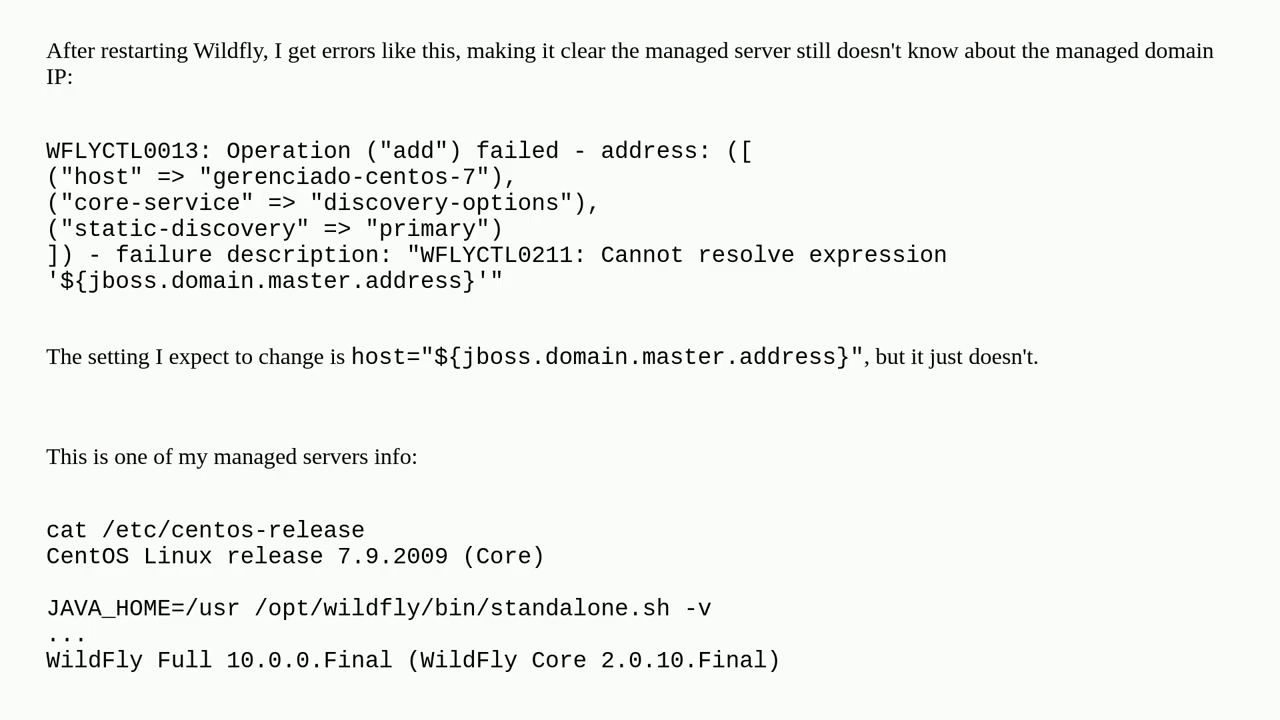 After restarting Wildfly, I get errors like this, making it clear the managed server still doesn't know about the managed domain
IP:
WFLYCTL0013: Operation ("add") failed - address: ([
("host" => "gerenciado-centos-7"),
("core-service" => "discovery-options"),
("static-discovery" => "primary")
]) - failure description: "WFLYCTL0211: Cannot resolve expression
'${jboss.domain.master.address}'"
The setting I expect to change is host="${jboss.domain.master.address}", but it just doesn't.
This is one of my managed servers info:
cat /etc/centos-release
CentOS Linux release 7.9.2009 (Core)
JAVA_HOME=/usr /opt/wildfly/bin/standalone.sh -v
...
WildFly Full 10.0.0.Final (WildFly Core 2.0.10.Final)